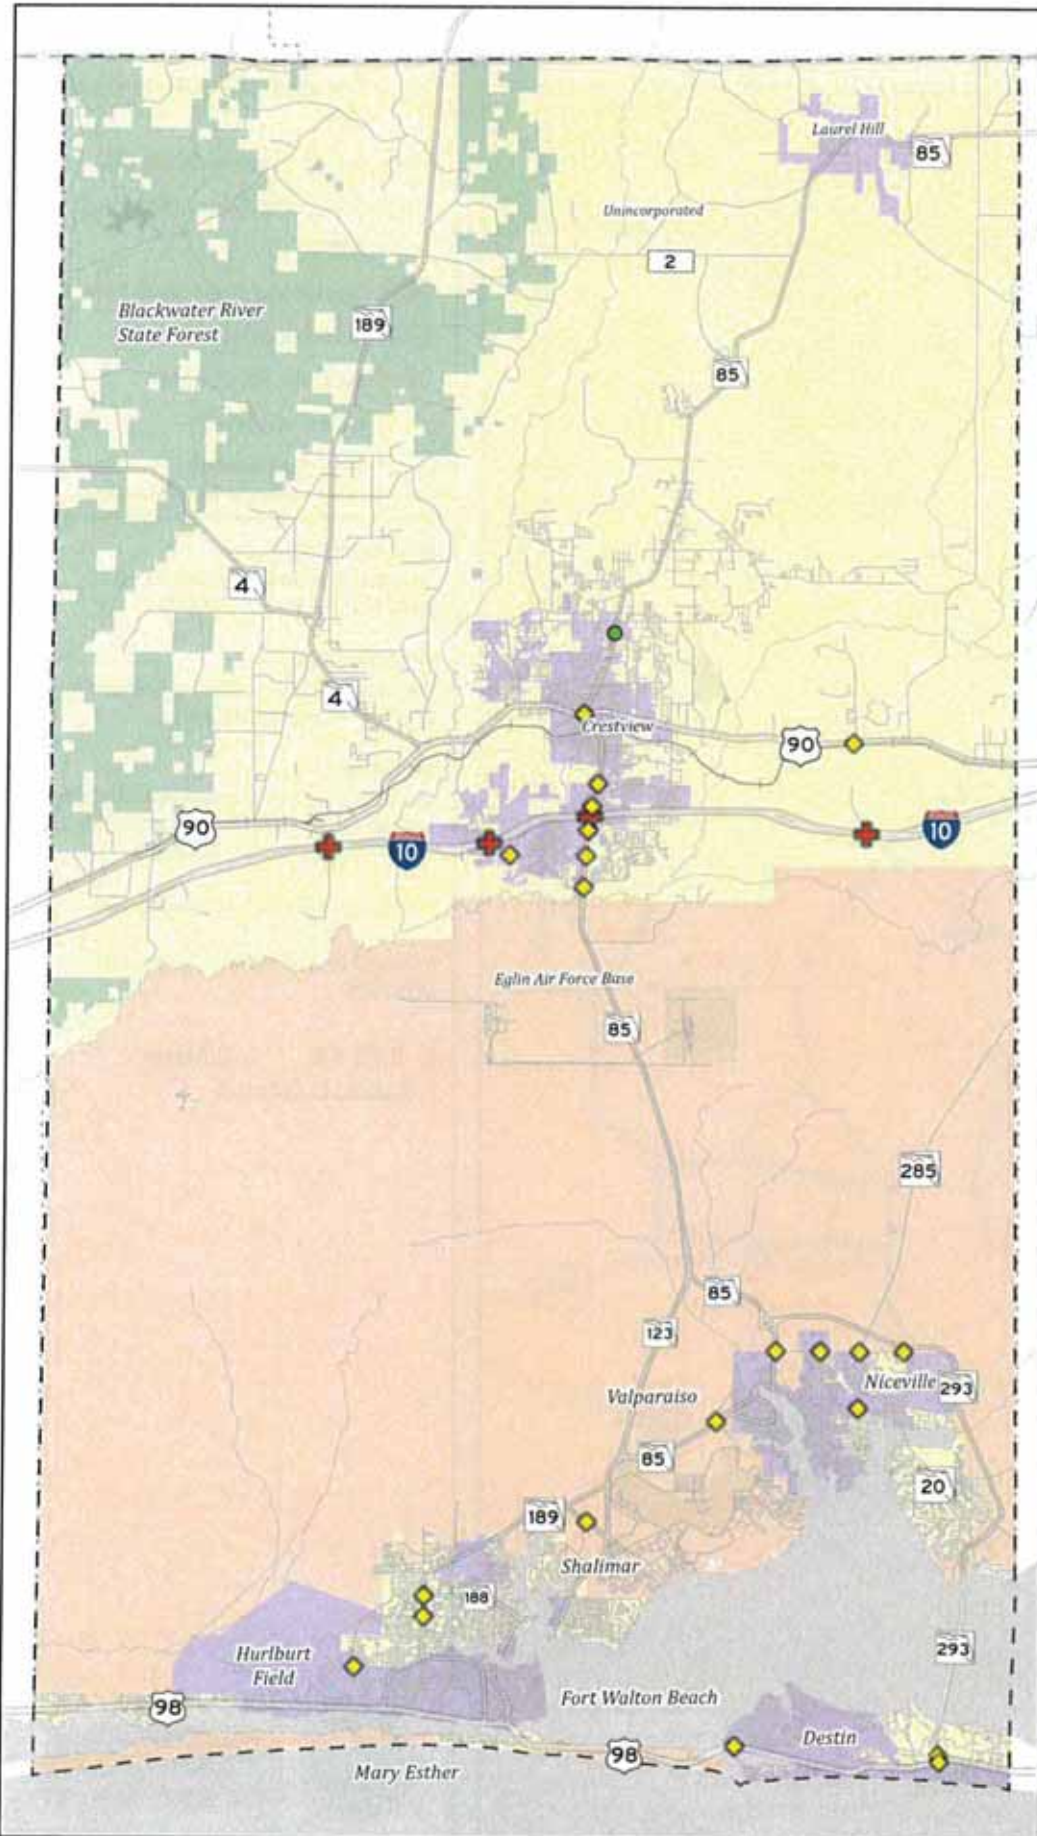 Laurel Hill
85
Unincorporated
2
Blackwater River
State Forest
189
85
4
4
Crestview
90
90
10
10
Eglin Air Force Base
85
285
85
123
Niceville
293
Valparaiso
85
20
189
Shalimar
188
Hurlburt
Field
293
Fort Walton Beach
98
Destin
98
Mary Esther